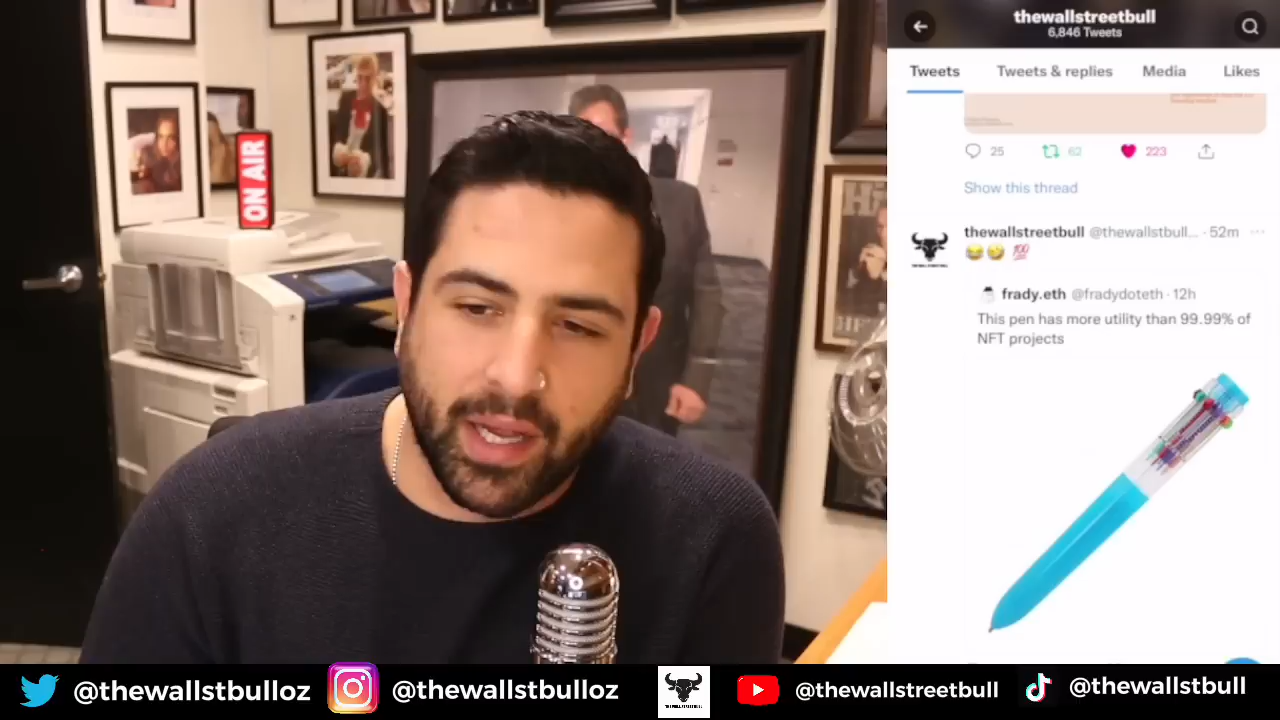 thewallstreetbull
6,846 Tweets
Tweets Tweets & replies Media Likes
25 62 223
Show this thread
thewallstreetbull @thewallstbull... · 52m
😂 🤣 💯
frady.eth @fradydoteth · 12h
This pen has more utility than 99.99% of
NFT projects
ON AIR
@thewallstbulloz @thewallstbulloz @thewallstreetbull @thewallstbull